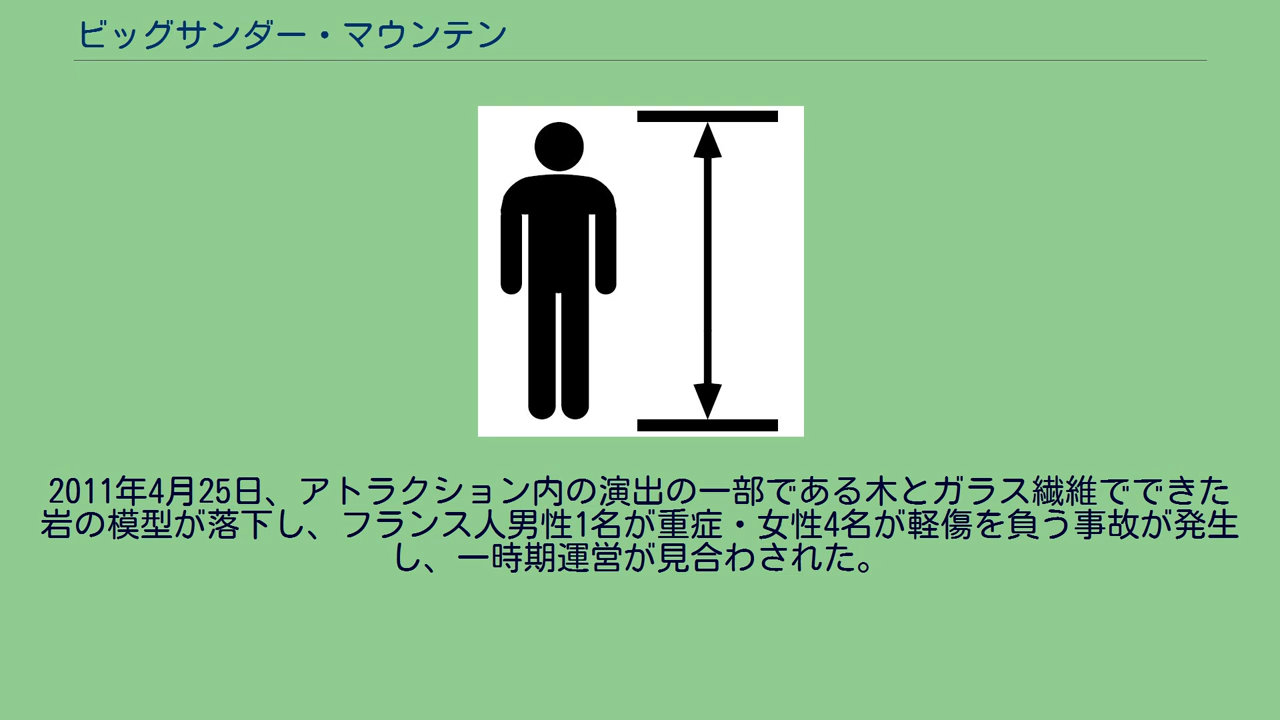 ビッグサンダー・マウンテン
2011年4月25日、アトラクション内の演出の一部である木とガラス繊維でできた
岩の模型が落下し、フランス人男性1名が重症・女性4名が軽傷を負う事故が発生
し、一時期運営が見合わされた。